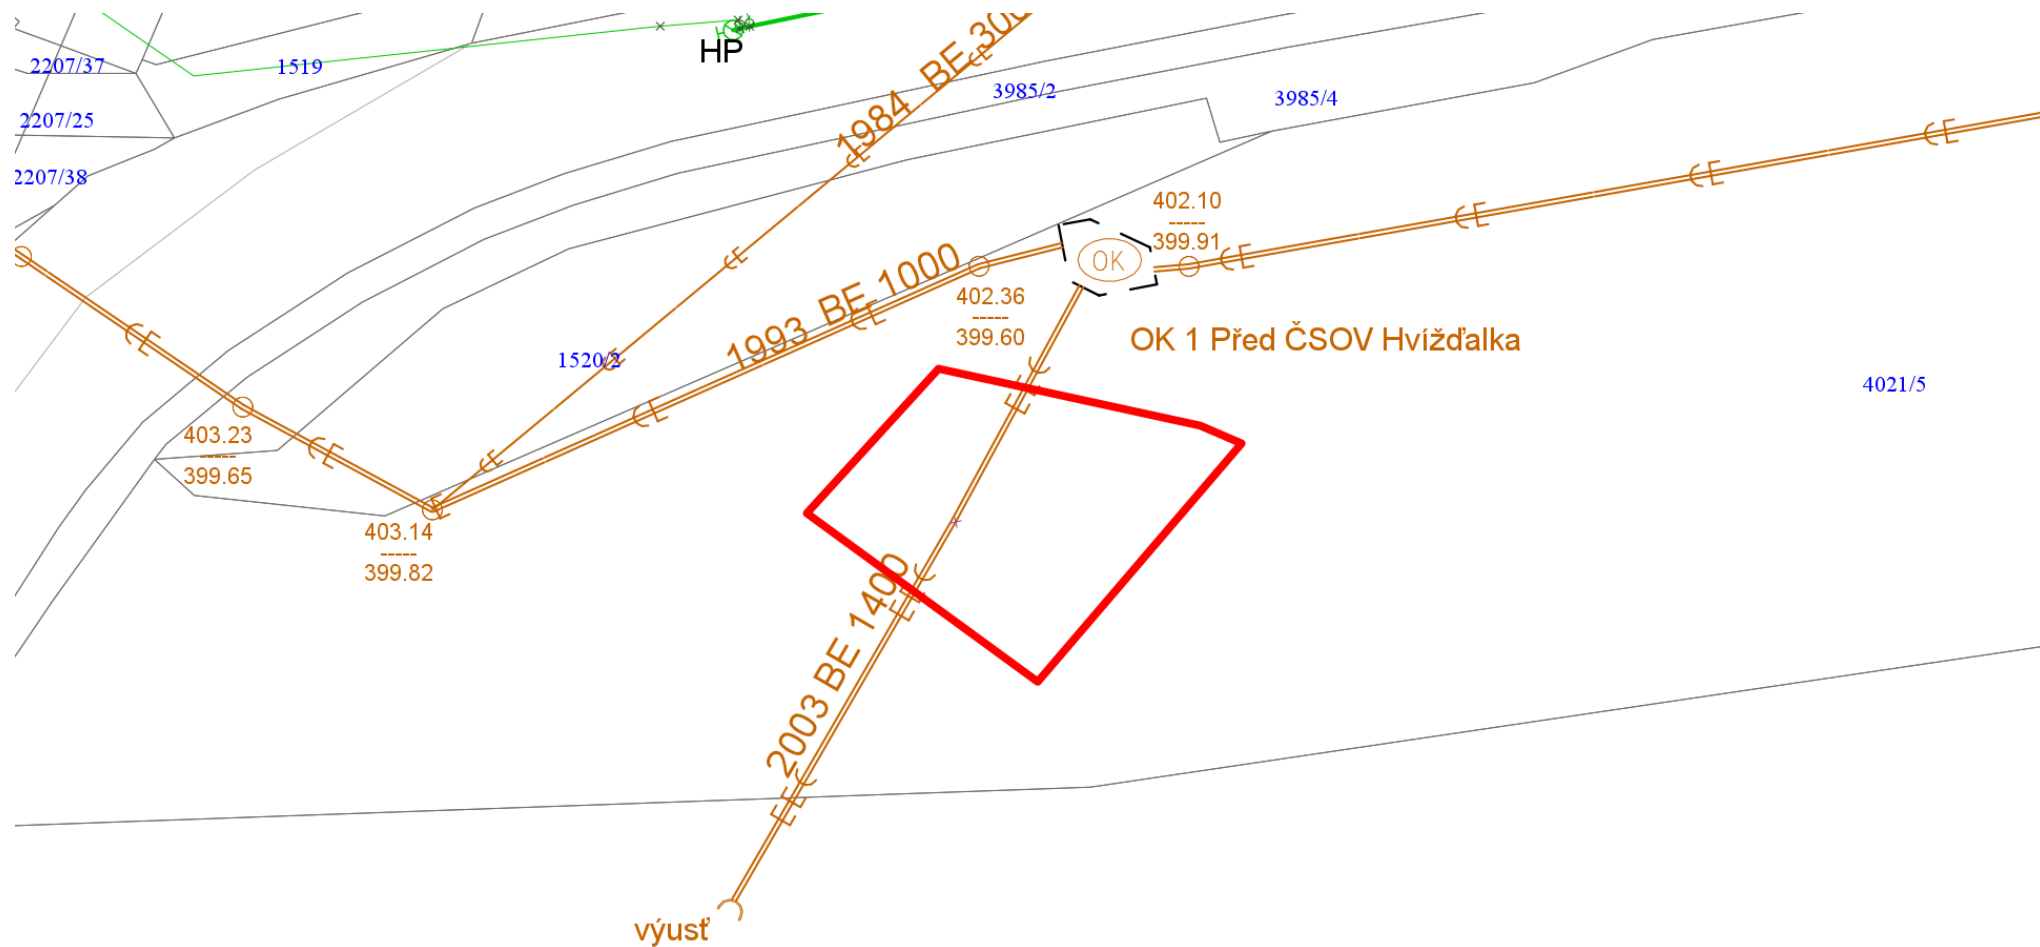 HP
2207/37
1519
1984 BE 300
3985/2
3985/4
2207/25
2207/38
402.10
-----
399.91
OK
1993 BE 1000
402.36
-----
399.60
OK 1 Před ČSOV Hvížďalka
1520/2
4021/5
403.23
-----
399.65
403.14
-----
399.82
2003 BE 1400
výusť